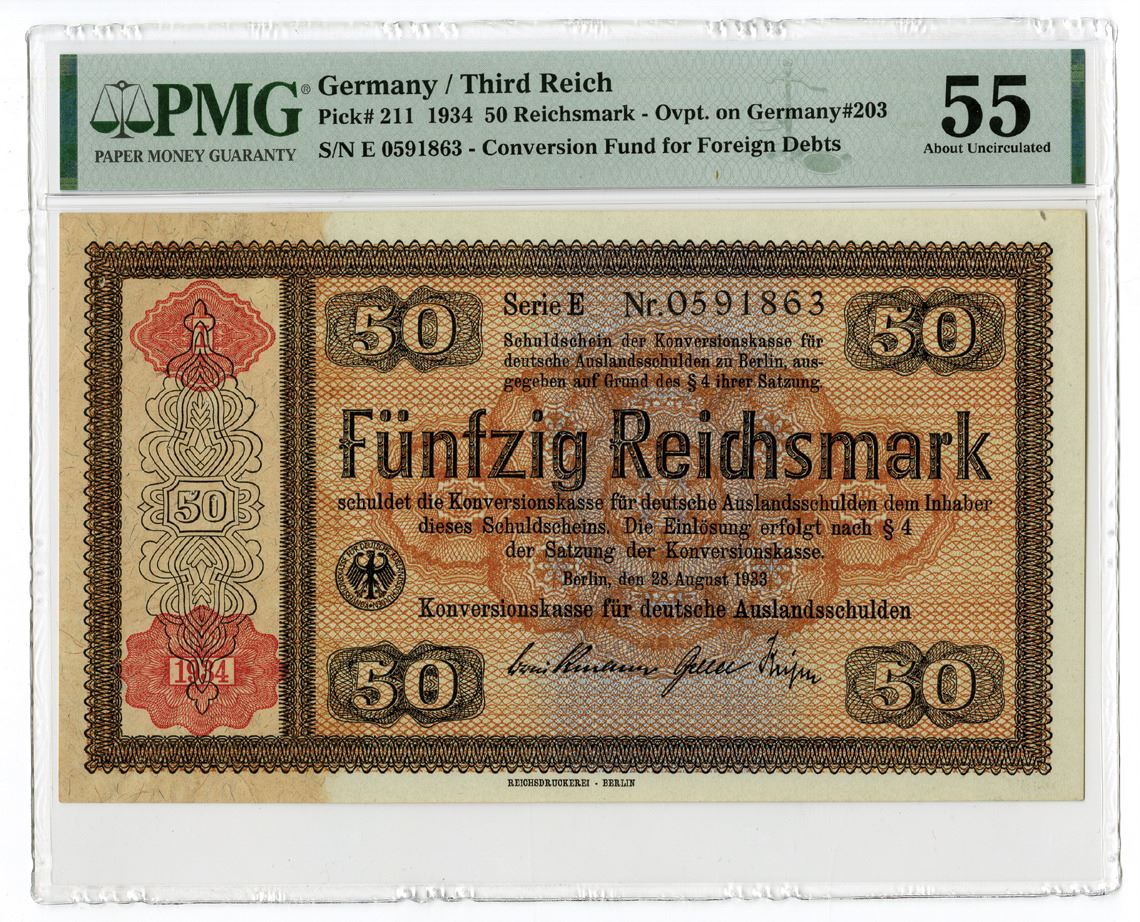 PMG®
PAPER MONEY GUARANTY
Germany / Third Reich
Pick# 211 1934 50 Reichsmark - Ovpt. on Germany#203
S/N E 0591863 - Conversion Fund for Foreign Debts
55
About Uncirculated
50
Serie E Nr.0591863
50
Schuldschein der Konversionskasse für
deutsche Auslandsschulden zu Berlin, aus-
gegeben auf Grund des § 4 ihrer Satzung.
Fünfzig Reichsmark
schuldet die Konversionskasse für deutsche Auslandsschulden dem Inhaber
dieses Schuldscheins. Die Einlösung erfolgt nach § 4
der Satzung der Konversionskasse.
Berlin, den 28. August 1933
Konversionskasse für deutsche Auslandsschulden
50
1934
50
50
REICHSDRUCKEREI - BERLIN